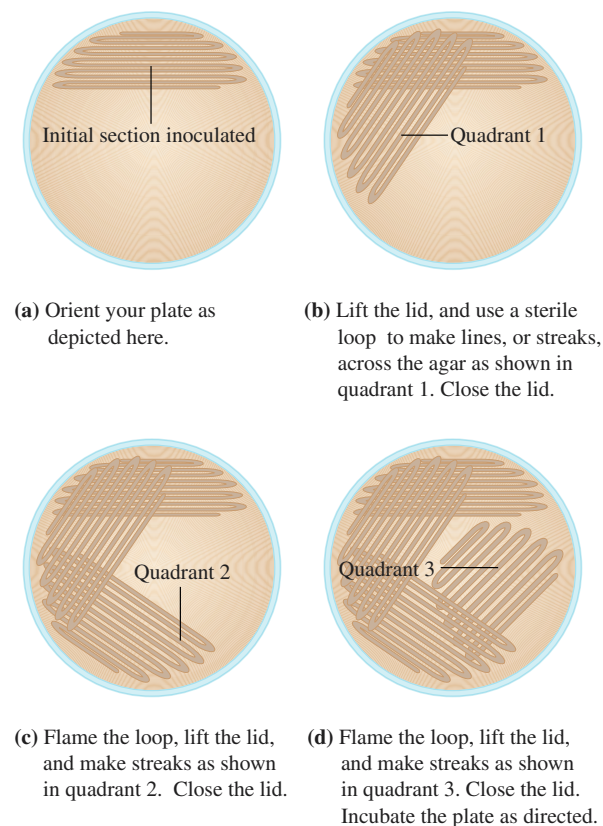 Initial section inoculated
Quadrant 1
(a) Orient your plate as
depicted here.
(b) Lift the lid, and use a sterile
loop to make lines, or streaks,
across the agar as shown in
quadrant 1. Close the lid.
Quadrant 2
Quadrant 3
(c) Flame the loop, lift the lid,
and make streaks as shown
in quadrant 2. Close the lid.
(d) Flame the loop, lift the lid,
and make streaks as shown
in quadrant 3. Close the lid.
Incubate the plate as directed.